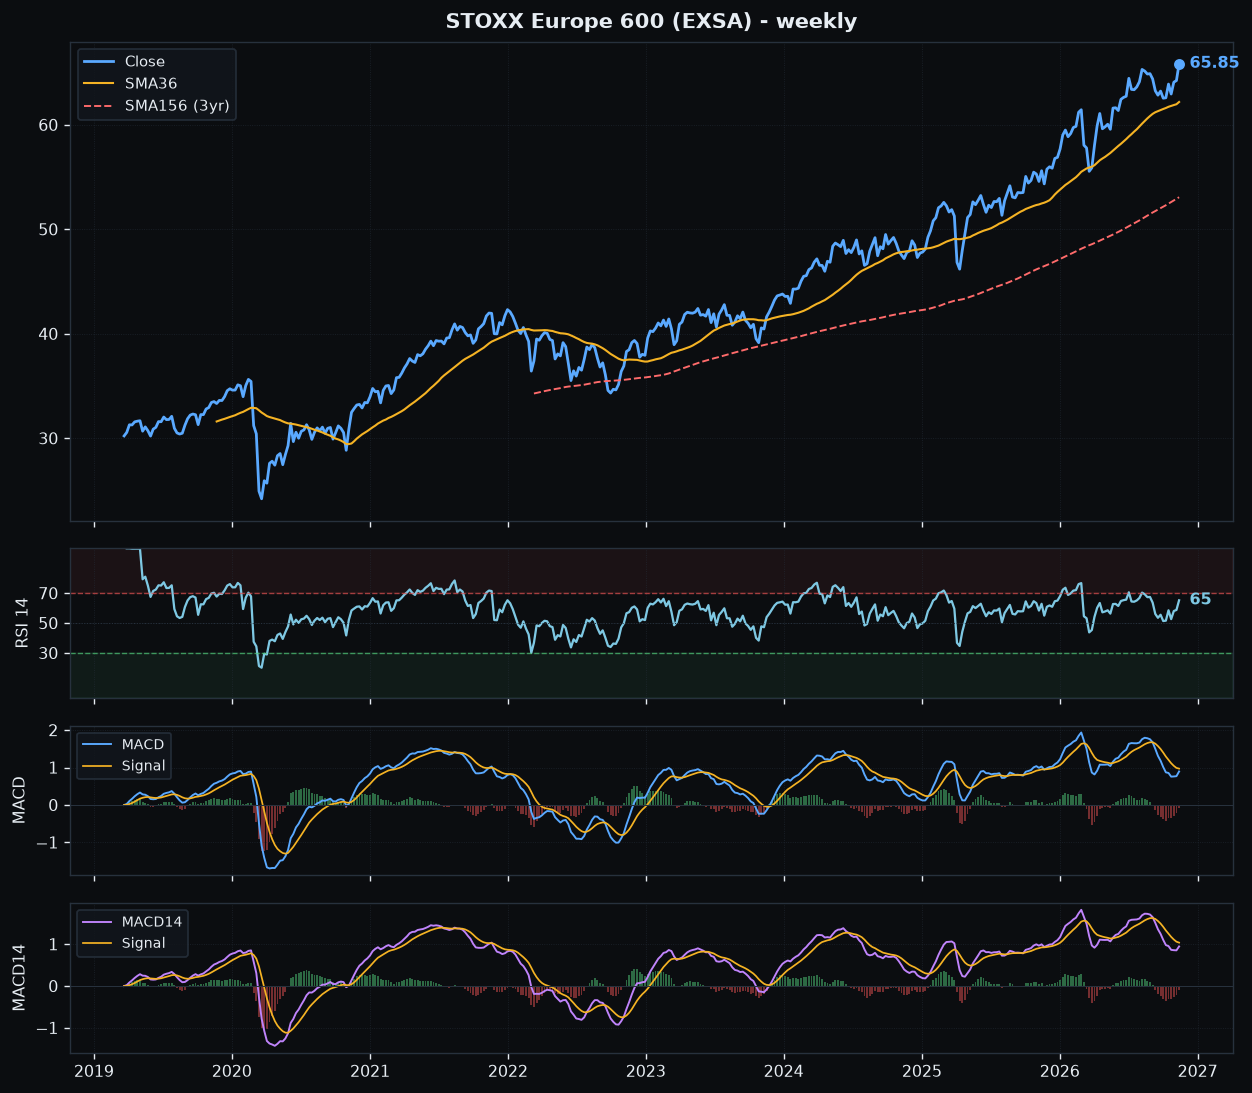 STOXX Europe 600 (EXSA) - weekly
Close
SMA36
SMA156 (3yr)
65.85
60
50
40
30
RSI 14
70
50
30
65
MACD
2
1
0
−1
MACD
Signal
MACD14
1
0
−1
MACD14
Signal
2019 2020 2021 2022 2023 2024 2025 2026 2027